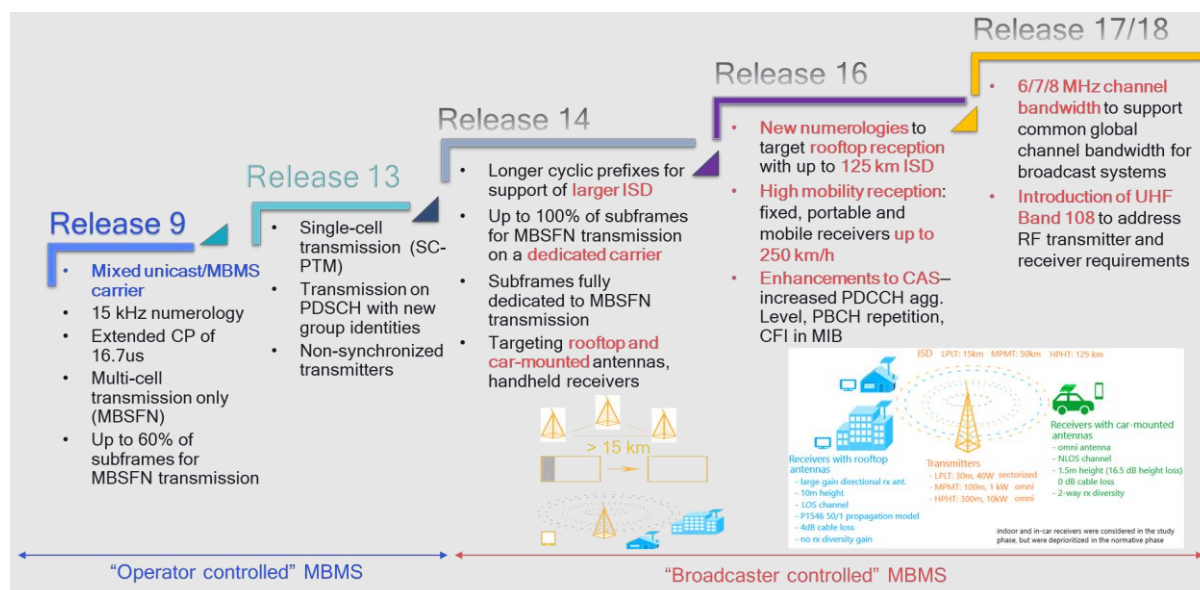 Release 9
• Mixed unicast/MBMS
carrier
• 15 kHz numerology
• Extended CP of
16.7us
• Multi-cell
transmission only
(MBSFN)
• Up to 60% of
subframes for
MBSFN transmission
Release 13
• Single-cell
transmission (SC-
PTM)
• Transmission on
PDSCH with new
group identities
• Non-synchronized
transmitters
Release 14
• Longer cyclic prefixes for
support of larger ISD
• Up to 100% of subframes
for MBSFN transmission
on a dedicated carrier
• Subframes fully
dedicated to MBSFN
transmission
• Targeting rooftop and
car-mounted antennas,
handheld receivers
> 15 km
Release 16
• New numerologies to
target rooftop reception
with up to 125 km ISD
• High mobility reception:
fixed, portable and
mobile receivers up to
250 km/h
• Enhancements to CAS–
increased PDCCH agg.
Level, PBCH repetition,
CFI in MIB
Release 17/18
• 6/7/8 MHz channel
bandwidth to support
common global
channel bandwidth for
broadcast systems
• Introduction of UHF
Band 108 to address
RF transmitter and
receiver requirements
ISD LPLT: 15km MPMT: 50km HPHT: 125 km
Receivers with rooftop
antennas
- large gain directional rx ant.
- 10m height
- LOS channel
- P1546 50/1 propagation model
- 4dB cable loss
- no rx diversity gain
Transmitters
- LPLT: 30m, 40W sectorized
- MPMT: 100m, 1 kW omni
- HPHT: 300m, 10kW omni
Receivers with car-mounted
antennas
- omni antenna
- NLOS channel
- 1.5m height (16.5 dB height loss)
0 dB cable loss
- 2-way rx diversity
indoor and in-car receivers were considered in the study
phase, but were deprioritized in the normative phase
“Operator controlled” MBMS
“Broadcaster controlled” MBMS